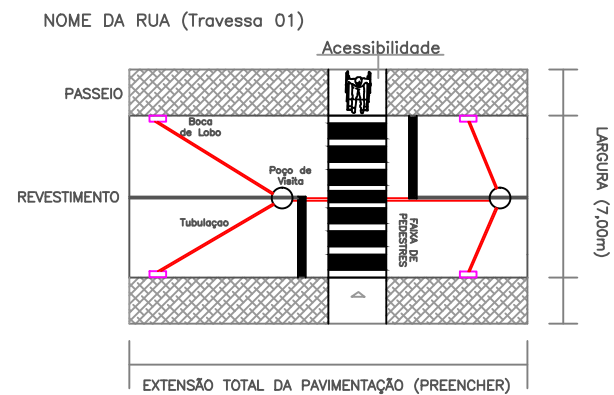 NOME DA RUA (Travessa 01)
Acessibilidade
PASSEIO
Boca
de Lobo
Poço de
Visita
REVESTIMENTO
Tubulaçao
FAIXA DE
PEDESTRES
LARGURA (7,00m)
EXTENSÃO TOTAL DA PAVIMENTAÇÃO (PREENCHER)